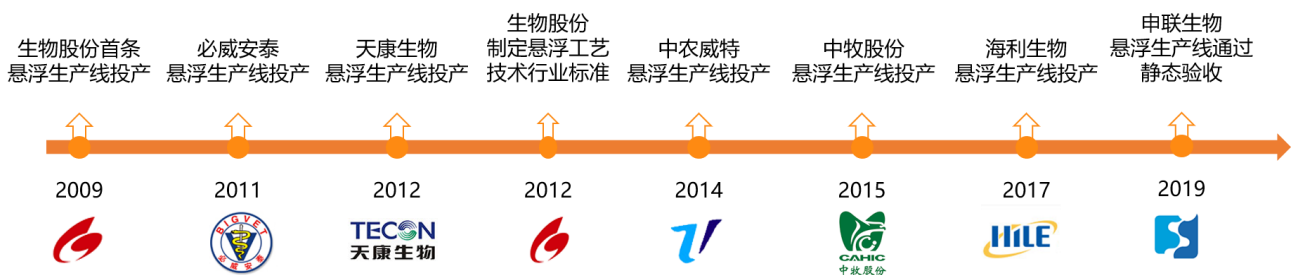 生物股份首条
悬浮生产线投产
必威安泰
悬浮生产线投产
天康生物
悬浮生产线投产
生物股份
制定悬浮工艺
技术行业标准
中农威特
悬浮生产线投产
中牧股份
悬浮生产线投产
海利生物
悬浮生产线投产
申联生物
悬浮生产线通过
静态验收
2009
2011
2012
2012
2014
2015
2017
2019
BIGVET
必威安泰
TECON
天康生物
CAHIC
中牧股份
HILE